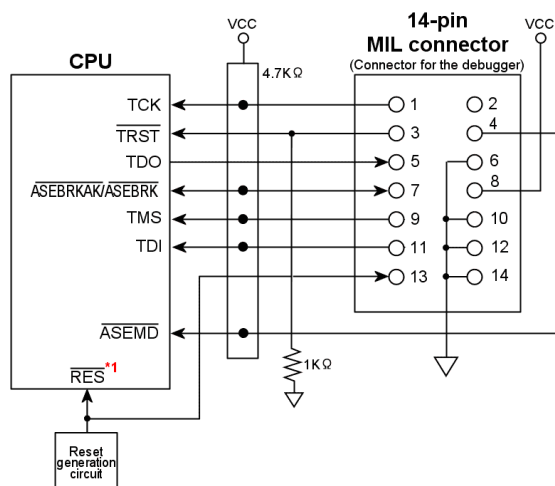 VCC
14-pin
MIL connector
(Connector for the debugger)
VCC
CPU
4.7KΩ
TCK
1
2
TRST
3
4
TDO
5
6
ASEBRKAK/ASEBRK
7
8
TMS
9
10
TDI
11
12
13
14
ASEMD
RES*1
1KΩ
Reset
generation
circuit